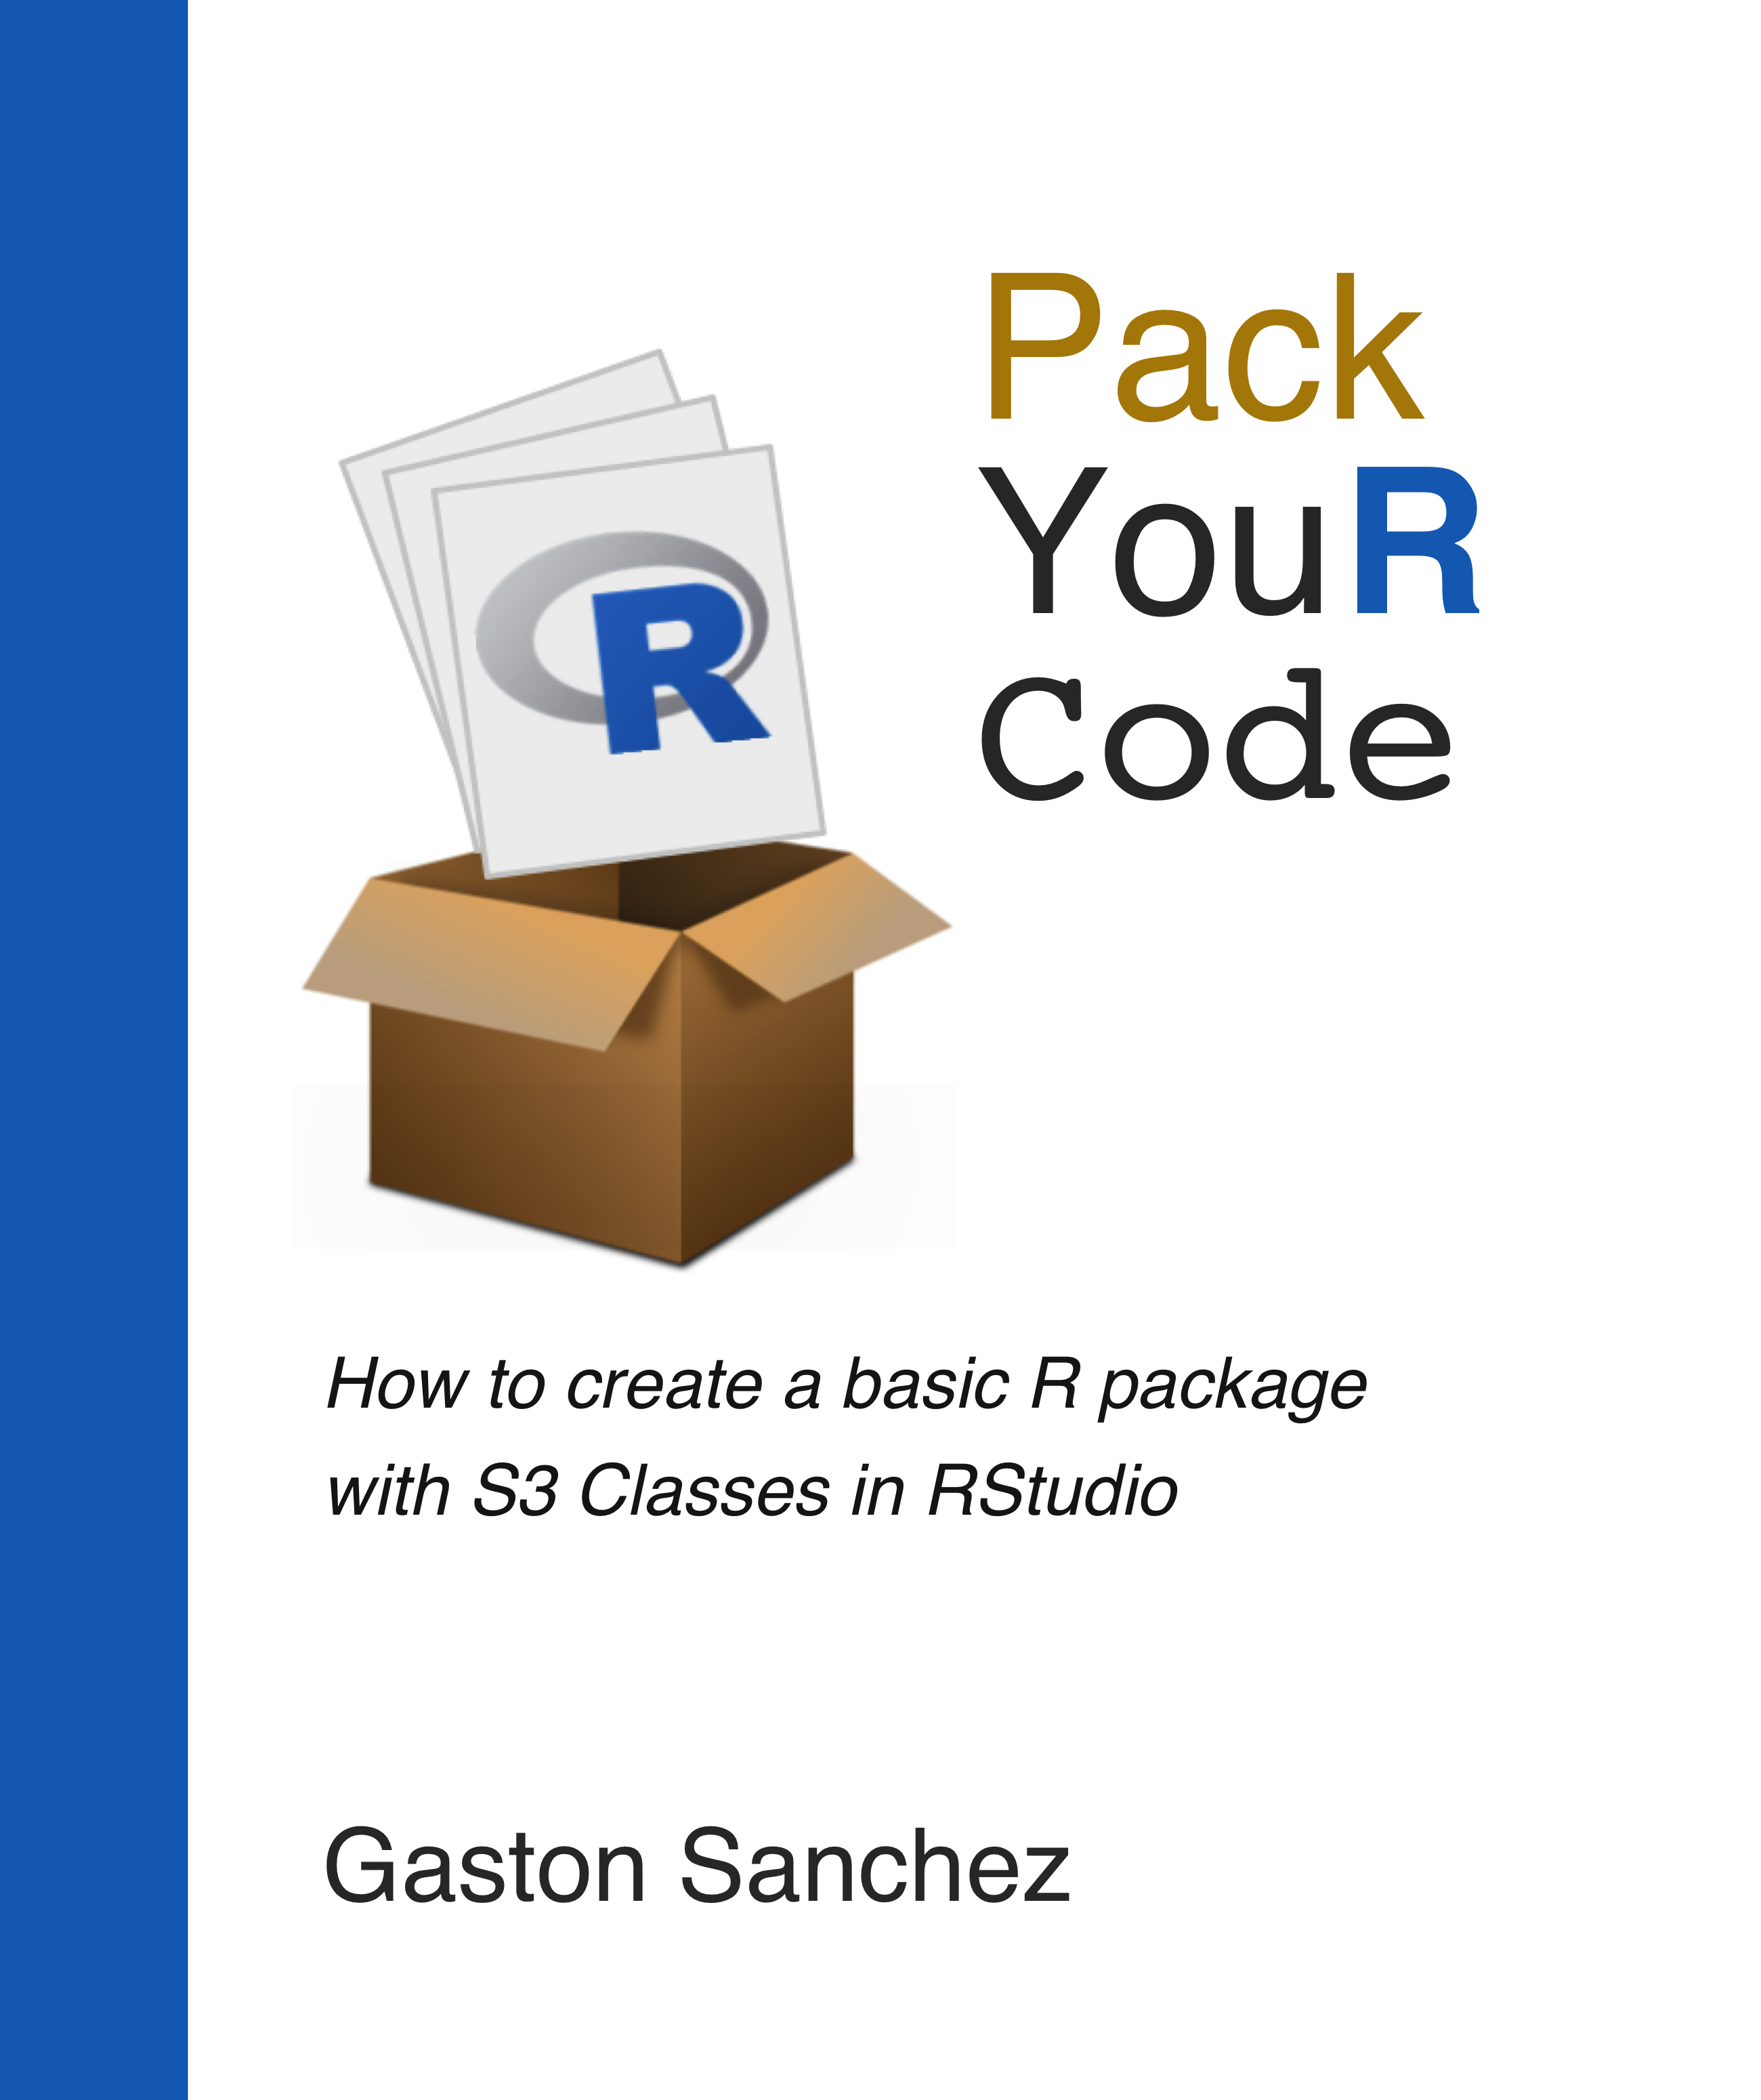 Pack
YouR
Code
R
How to create a basic R package
with S3 Classes in RStudio
Gaston Sanchez